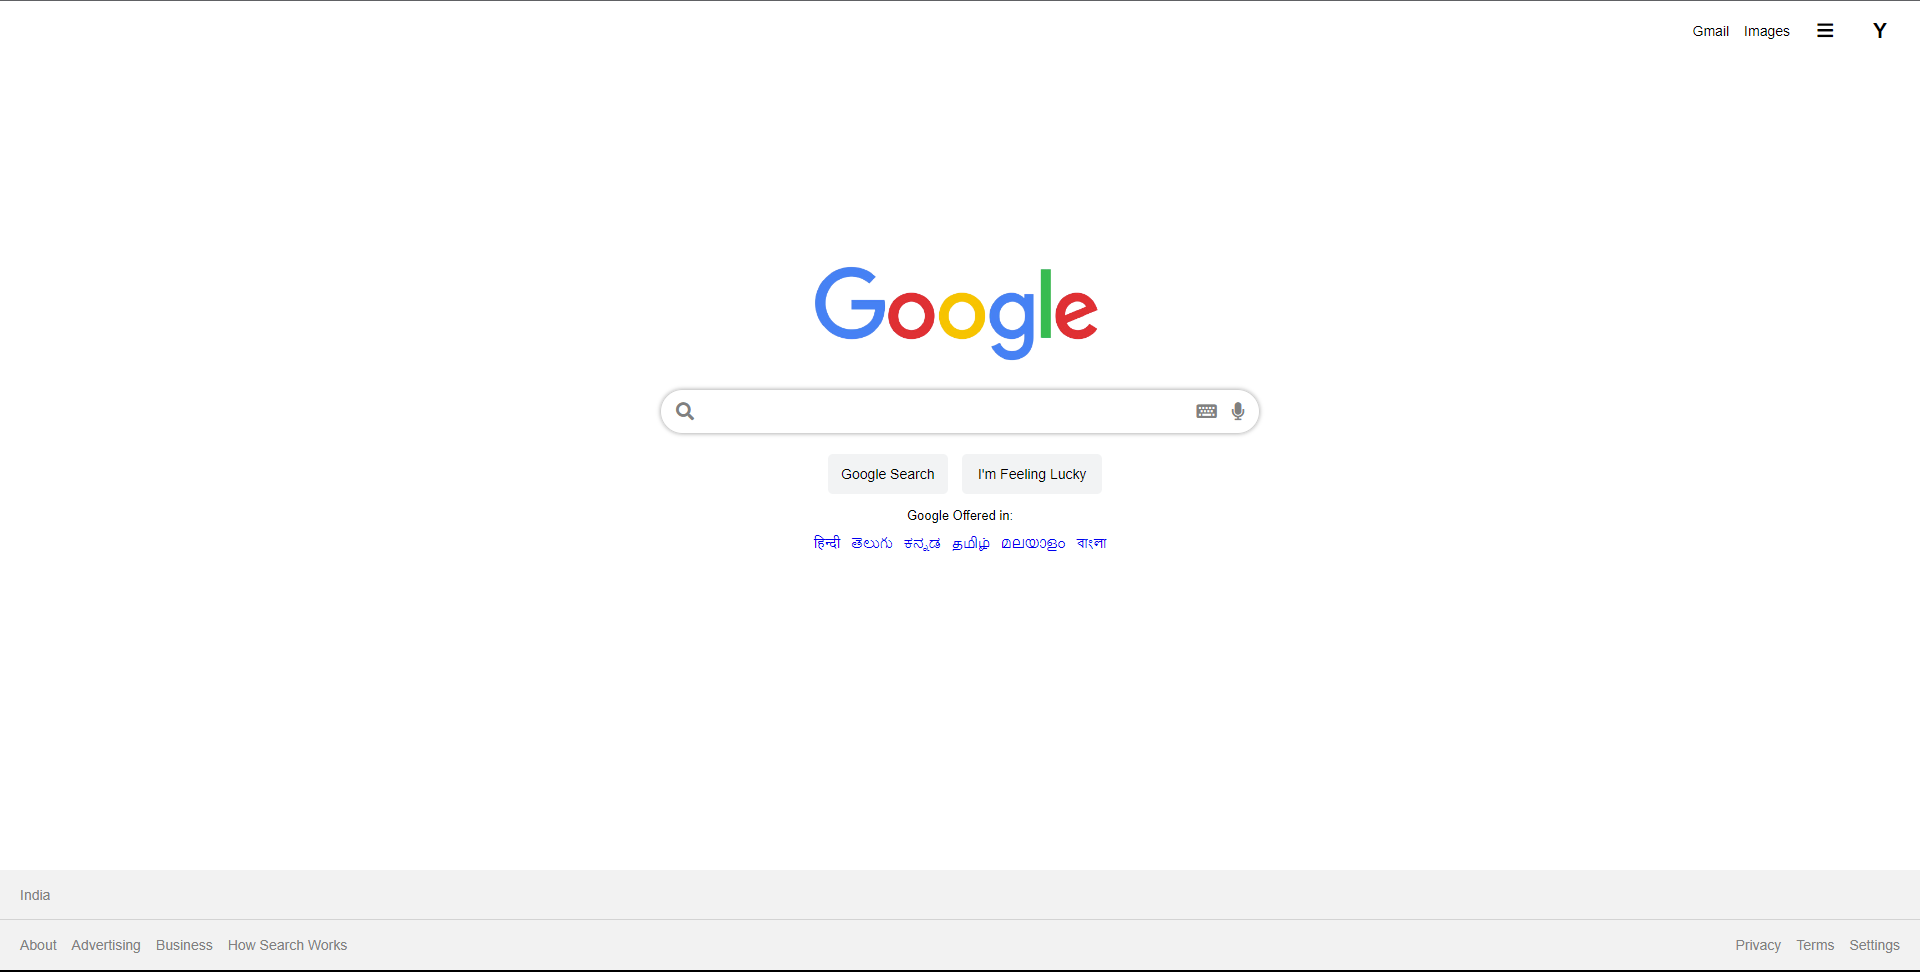 Gmail Images Y
Google
Google Search I'm Feeling Lucky
Google Offered in:
हिन्दी తెలుగు ಕನ್ನಡ தமிழ் മലയാളം বাংলা
India
About Advertising Business How Search Works Privacy Terms Settings